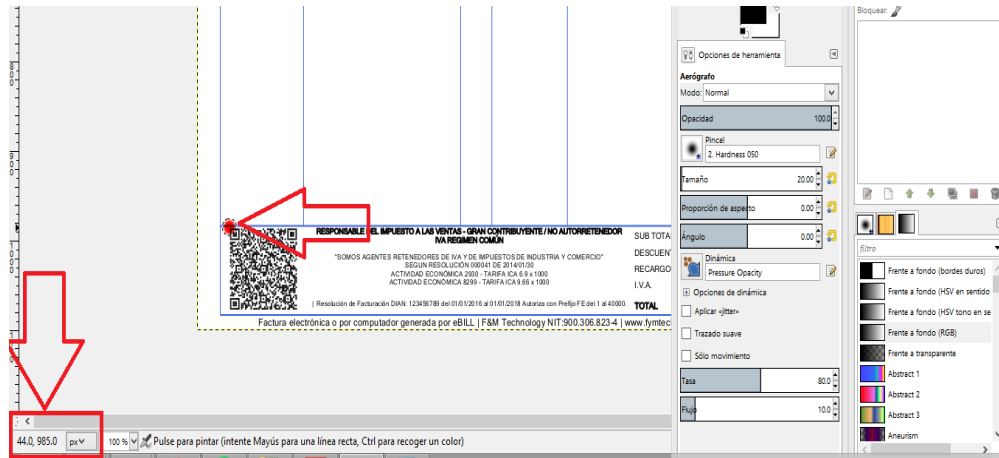 Bloquear:
Opciones de herramienta
Aerógrafo
Modo: Normal
Opacidad 100.0
Pincel
2. Hardness 050
Tamaño 20.00
Proporción de aspecto 0.00
Ángulo 0.00
Dinámica
Pressure Opacity
Opciones de dinámica
Aplicar «jitter»
Trazado suave
Sólo movimiento
Tasa 80.0
Flujo 10.0
filtro
Frente a fondo (bordes duros)
Frente a fondo (HSV en sentido
Frente a fondo (HSV tono en se
Frente a fondo (RGB)
Frente a transparente
Abstract 1
Abstract 2
Abstract 3
Aneurism
800
900
1000
RESPONSABLE DEL IMPUESTO A LAS VENTAS - GRAN CONTRIBUYENTE / NO AUTORRETENEDOR
IVA REGIMEN COMÚN
"SOMOS AGENTES RETENEDORES DE IVA Y DE IMPUESTOS DE INDUSTRIA Y COMERCIO"
SEGUN RESOLUCIÓN 000041 DE 2014/01/30
ACTIVIDAD ECONÓMICA 2930 - TARIFA ICA 6.9 x 1000
ACTIVIDAD ECONÓMICA 8299 - TARIFA ICA 9.66 x 1000
| Resolución de Facturación DIAN: 123456789 del 01/01/2016 al 01/01/2018 Autoriza con Prefijo FE del 1 al 40000.
SUB TOTA
DESCUEN
RECARGO
I.V.A.
TOTAL
Factura electrónica o por computador generada por eBILL | F&M Technology NIT:900.306.823-4 | www.fymtec
44.0, 985.0 px 100 % Pulse para pintar (intente Mayús para una línea recta, Ctrl para recoger un color)